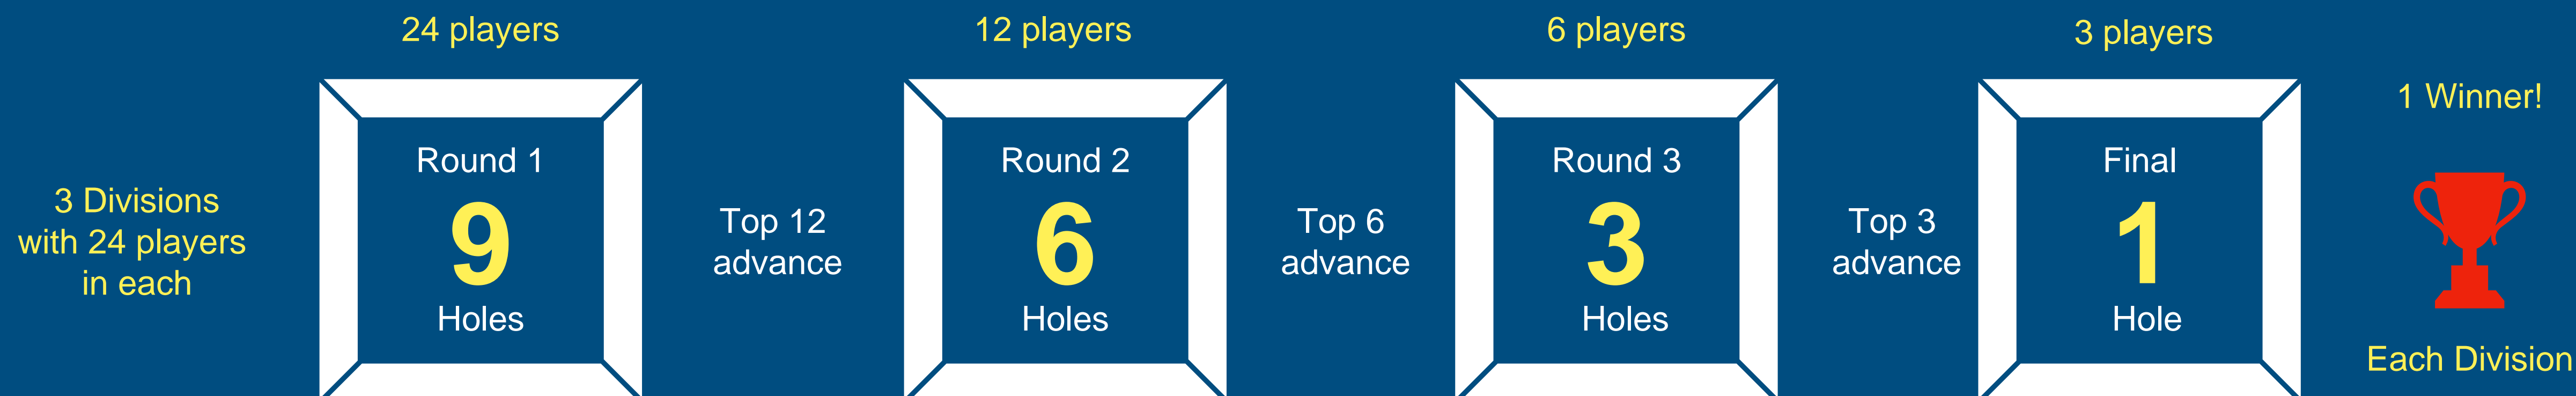 3 Divisions
with 24 players
in each
24 players
Round 1
9
Holes
Top 12
advance
12 players
Round 2
6
Holes
Top 6
advance
6 players
Round 3
3
Holes
Top 3
advance
3 players
Final
1
Hole
1 Winner!
Each Division